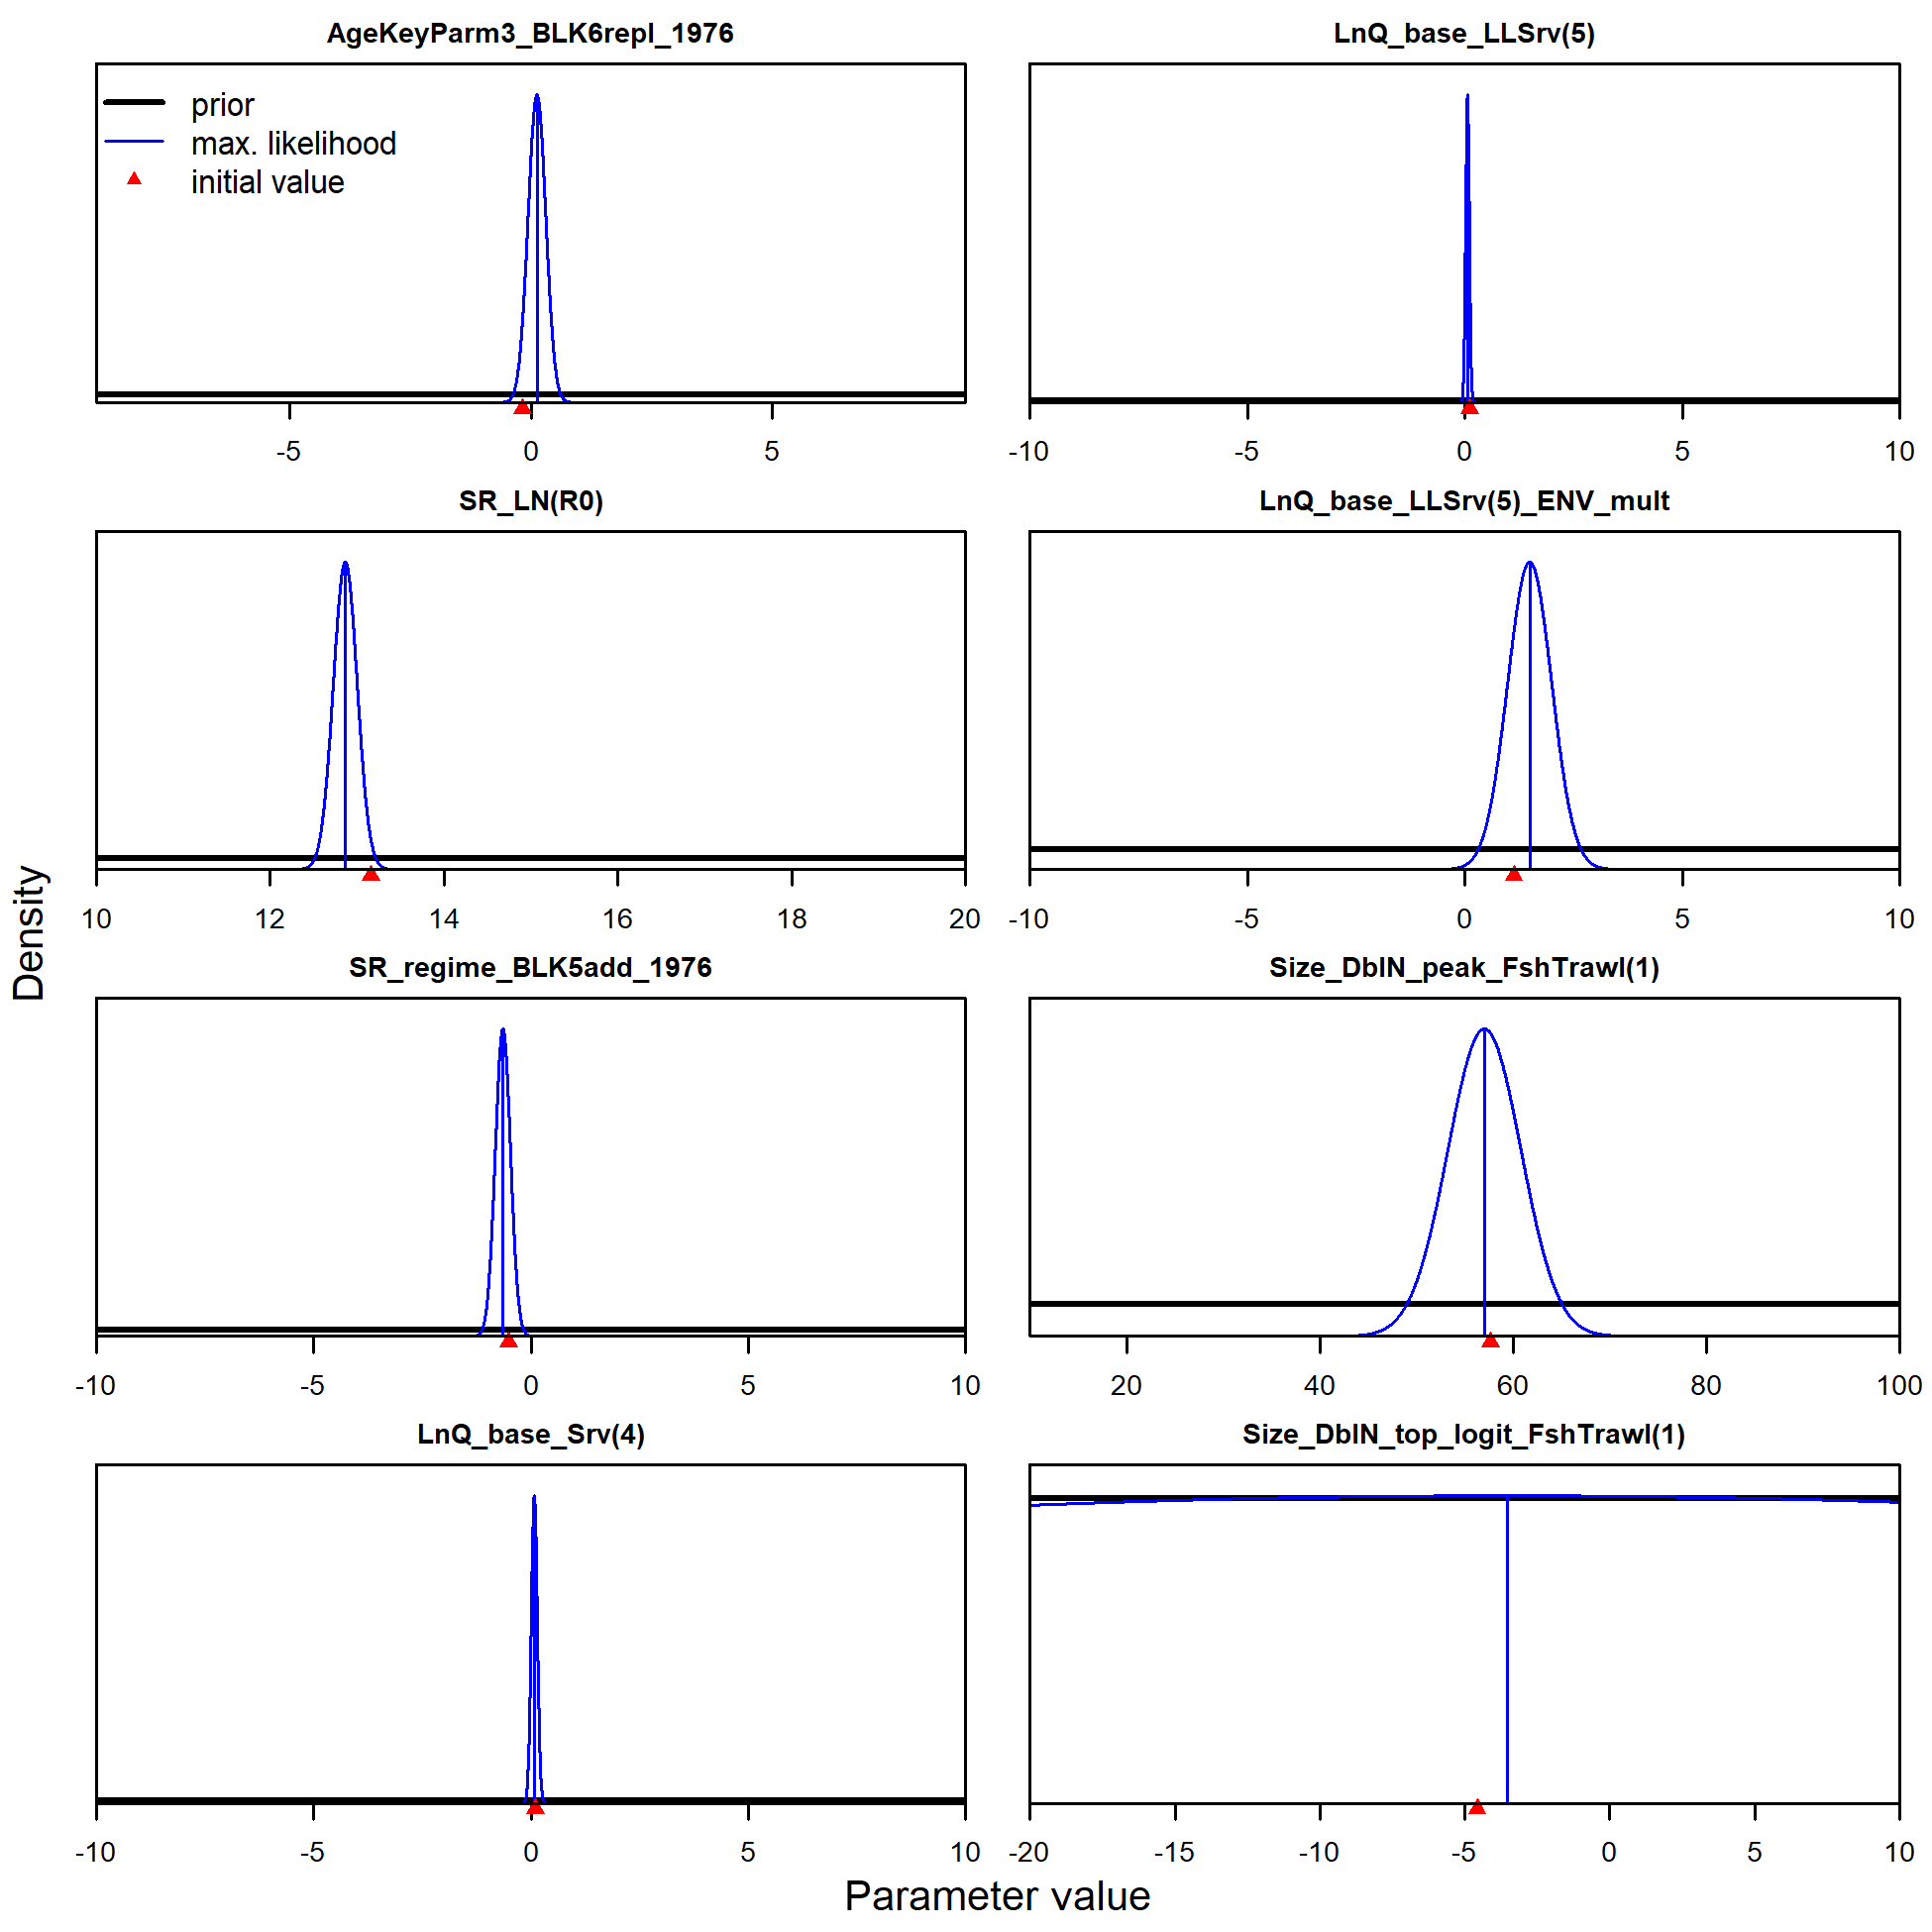 AgeKeyParm3_BLK6repl_1976
prior
max. likelihood
initial value
-5 0 5
LnQ_base_LLSrv(5)
-10 -5 0 5 10
SR_LN(R0)
10 12 14 16 18 20
LnQ_base_LLSrv(5)_ENV_mult
-10 -5 0 5 10
SR_regime_BLK5add_1976
-10 -5 0 5 10
Size_DblN_peak_FshTrawl(1)
20 40 60 80 100
LnQ_base_Srv(4)
-10 -5 0 5 10
Size_DblN_top_logit_FshTrawl(1)
-20 -15 -10 -5 0 5 10
Density
Parameter value